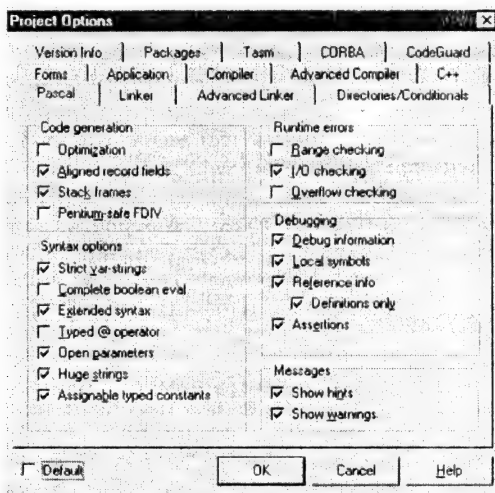 Project Options
Version Info
Packages
Tasm
CORBA
CodeGuard
Forms
Application
Compiler
Advanced Compiler
C++
Pascal
Linker
Advanced Linker
Directories/Conditionals
Code generation
Optimization
Aligned record fields
Stack frames
Pentium-safe FDIV
Syntax options
Strict var-strings
Complete boolean eval
Extended syntax
Typed @ operator
Open parameters
Huge strings
Assignable typed constants
Runtime errors
Range checking
I/O checking
Overflow checking
Debugging
Debug information
Local symbols
Reference info
Definitions only
Assertions
Messages
Show hints
Show warnings
Default
OK
Cancel
Help